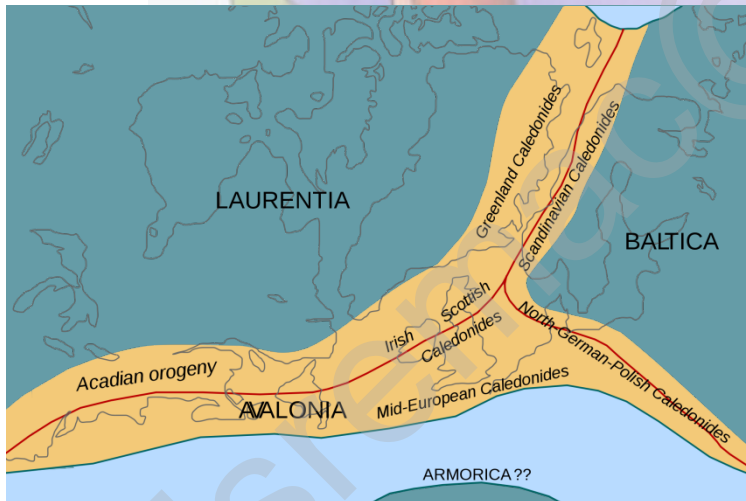 Greenland Caledonides
Scandinavian Caledonides
LAURENTIA
BALTICA
Irish
Scottish
Caledonides
North German-Polish Caledonides
Acadian orogeny
AVALONIA
Mid-European Caledonides
ARMORICA ??